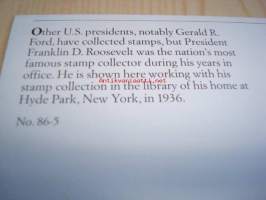 Other U.S. presidents, notably Gerald R.
Ford, have collected stamps, but President
Franklin D. Roosevelt was the nation's most
famous stamp collector during his years in
office. He is shown here working with his
stamp collection in the library of his home at
Hyde Park, New York, in 1936.
No. 86-5